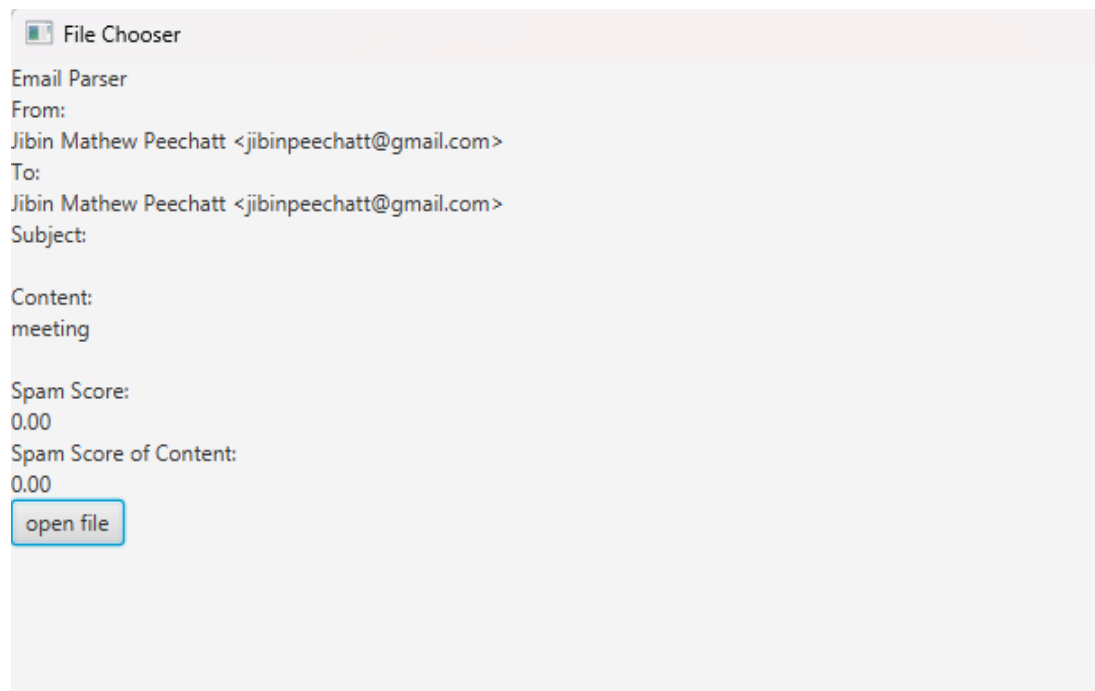 File Chooser
Email Parser
From:
Jibin Mathew Peechatt <jibinpeechatt@gmail.com>
To:
Jibin Mathew Peechatt <jibinpeechatt@gmail.com>
Subject:
Content:
meeting
Spam Score:
0.00
Spam Score of Content:
0.00
open file